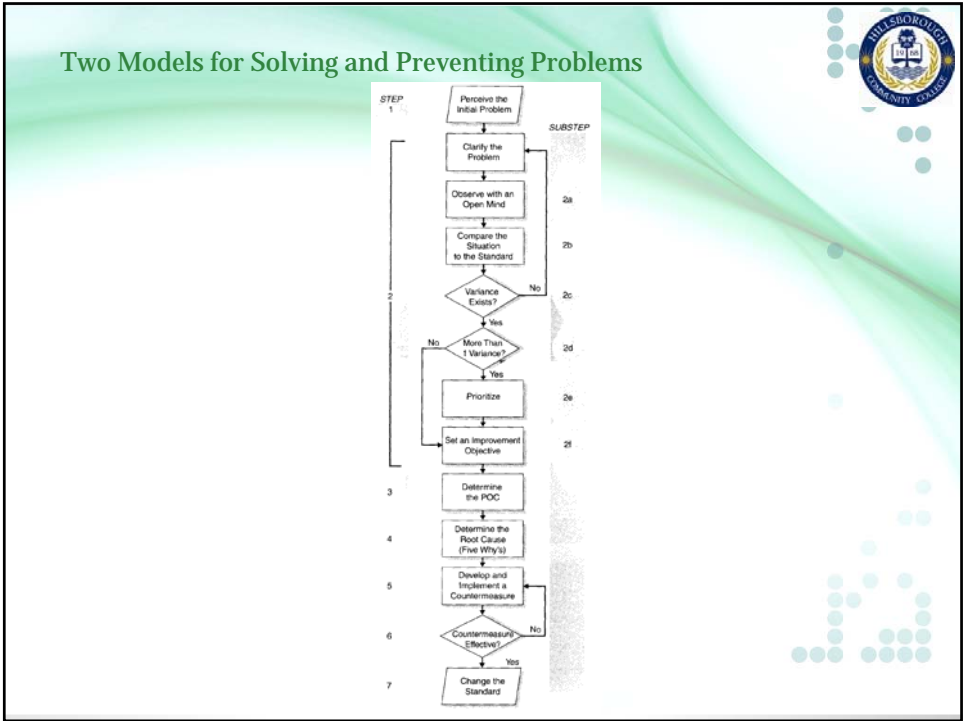 Two Models for Solving and Preventing Problems
HILLSBOROUGH
19 68
COMMUNITY COLLEGE
STEP
1
Perceive the
Initial Problem
SUBSTEP
Clarify the
Problem
Observe with an
Open Mind
2a
Compare the
Situation
to the Standard
2b
2
Variance
Exists?
No
2c
Yes
No
More Than
1 Variance?
2d
Yes
Prioritize
2e
Set an Improvement
Objective
2f
3
Determine
the POC
4
Determine the
Root Cause
(Five Why's)
5
Develop and
Implement a
Countermeasure
6
Countermeasure
Effective?
No
Yes
7
Change the
Standard